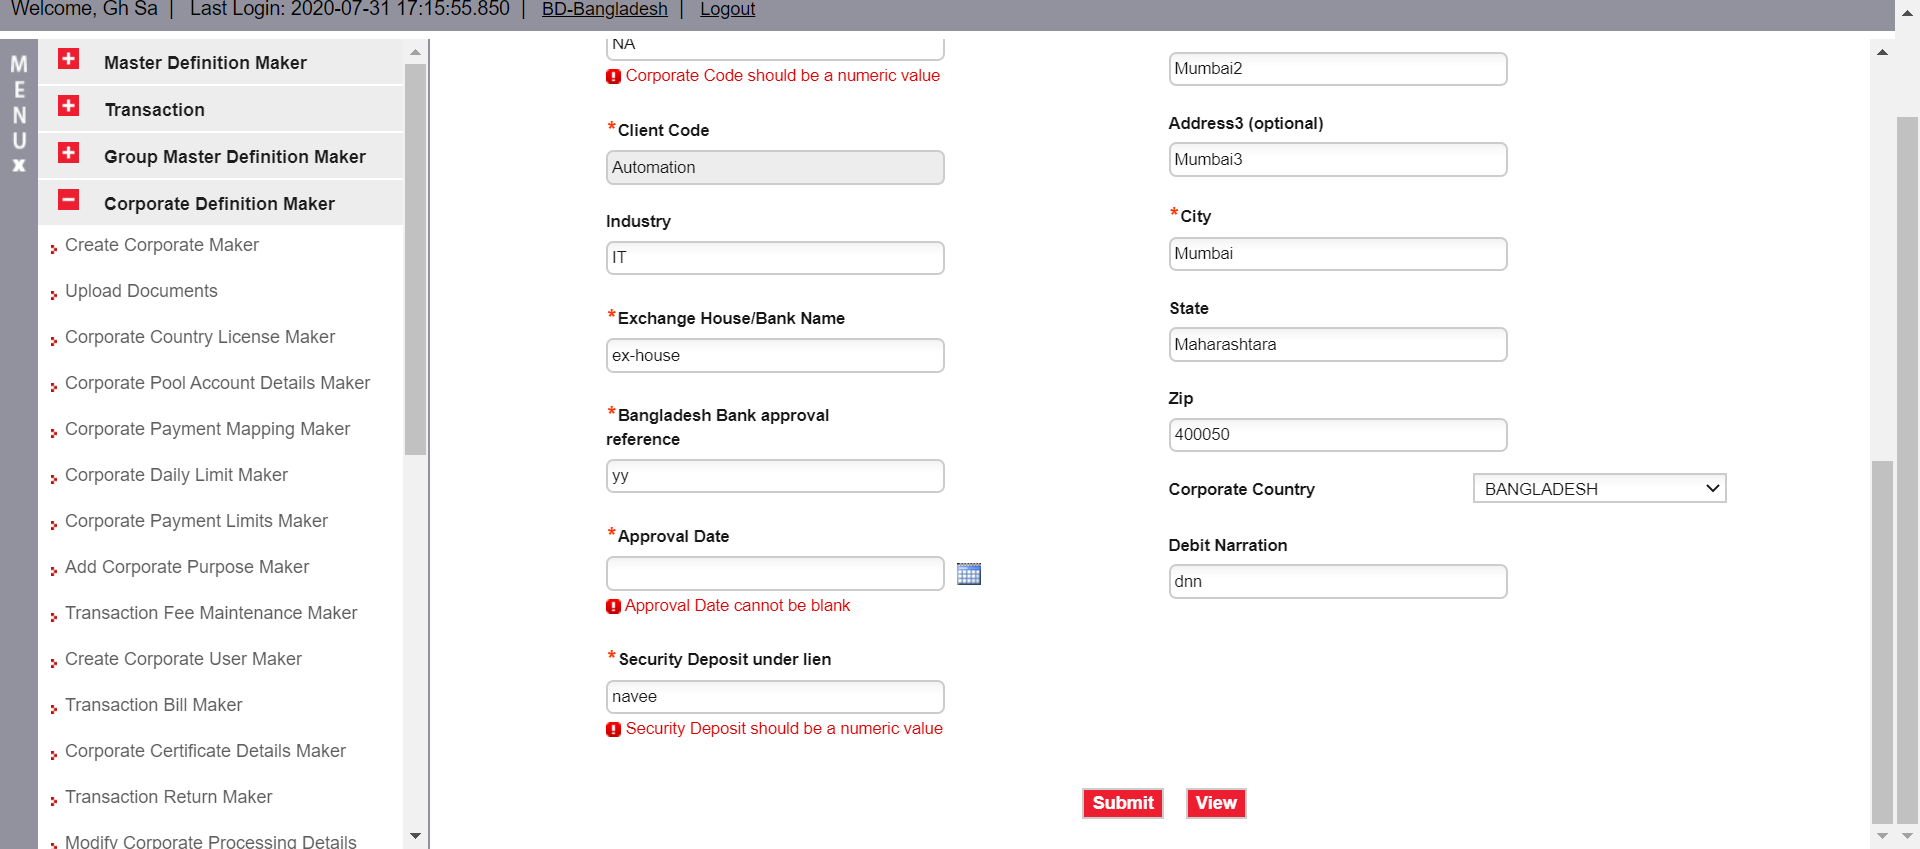 Welcome, Gh Sa | Last Login: 2020-07-31 17:15:55.850 | BD-Bangladesh | Logout
MENU
x
Master Definition Maker
Transaction
Group Master Definition Maker
Corporate Definition Maker
Create Corporate Maker
Upload Documents
Corporate Country License Maker
Corporate Pool Account Details Maker
Corporate Payment Mapping Maker
Corporate Daily Limit Maker
Corporate Payment Limits Maker
Add Corporate Purpose Maker
Transaction Fee Maintenance Maker
Create Corporate User Maker
Transaction Bill Maker
Corporate Certificate Details Maker
Transaction Return Maker
Modify Corporate Processing Details
NA
Corporate Code should be a numeric value
*Client Code
Automation
Industry
IT
*Exchange House/Bank Name
ex-house
*Bangladesh Bank approval
reference
yy
*Approval Date
Approval Date cannot be blank
*Security Deposit under lien
navee
Security Deposit should be a numeric value
Mumbai2
Address3 (optional)
Mumbai3
*City
Mumbai
State
Maharashtara
Zip
400050
Corporate Country
BANGLADESH
Debit Narration
dnn
Submit
View